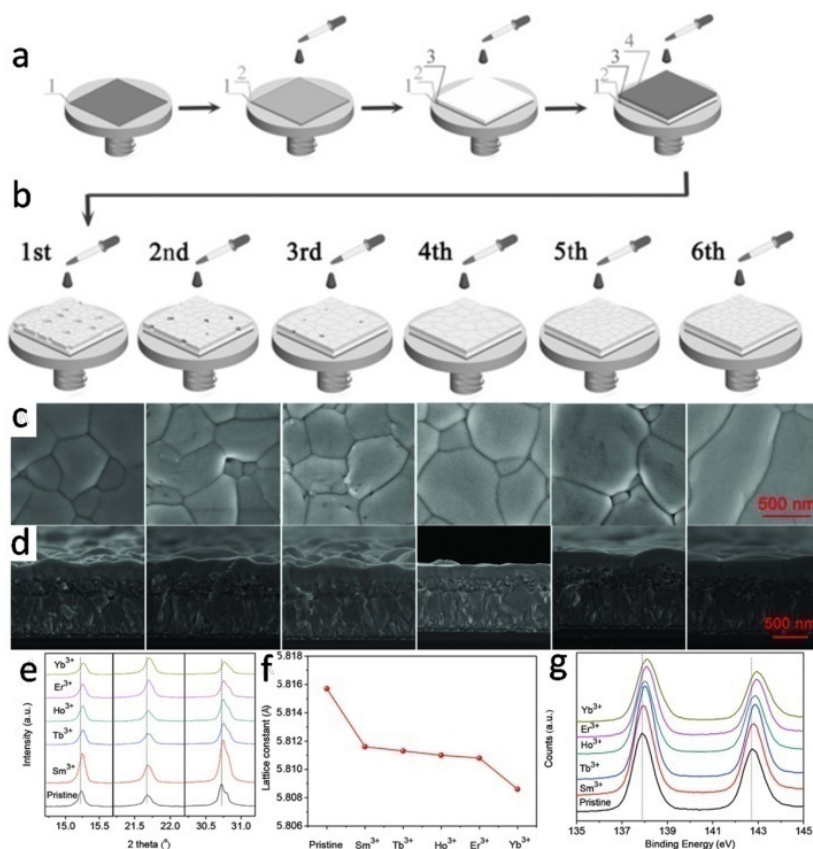 a
1
1 2
1 2 3
1 2 3 4
b
1st 2nd 3rd 4th 5th 6th
c
500 nm
d
500 nm
e
Yb³⁺
Er³⁺
Ho³⁺
Tb³⁺
Sm³⁺
Pristine
Intensity (a.u.)
15.0 15.5 21.5 22.0 30.5 31.0
2 theta (°)
f
5.818
5.816
5.814
5.812
5.810
5.808
5.806
Lattice constant (Å)
Pristine Sm³⁺ Tb³⁺ Ho³⁺ Er³⁺ Yb³⁺
g
Yb³⁺
Er³⁺
Ho³⁺
Tb³⁺
Sm³⁺
Pristine
Counts (a.u.)
135 137 139 141 143 145
Binding Energy (eV)